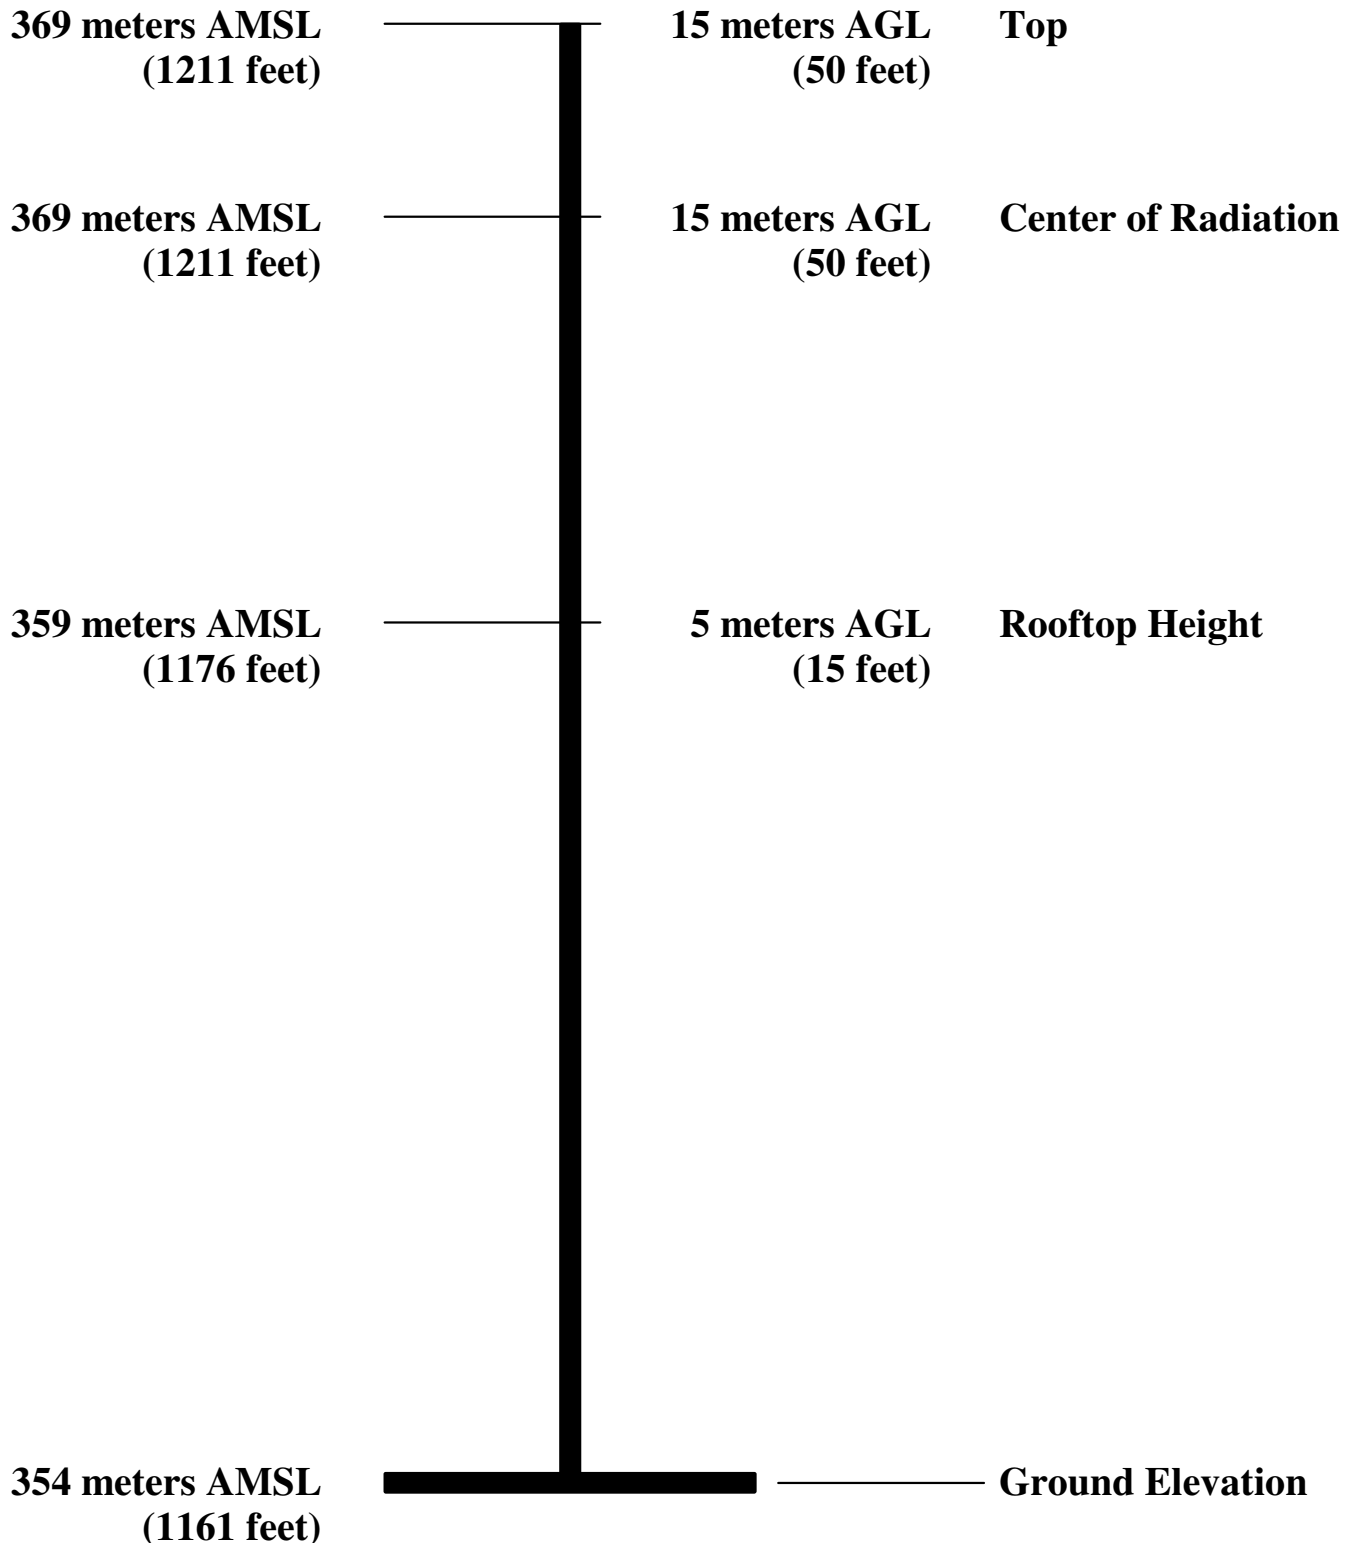 369 meters AMSL 15 meters AGL Top
(1211 feet) (50 feet)
369 meters AMSL 15 meters AGL Center of Radiation
(1211 feet) (50 feet)
359 meters AMSL 5 meters AGL Rooftop Height
(1176 feet) (15 feet)
354 meters AMSL Ground Elevation
(1161 feet)